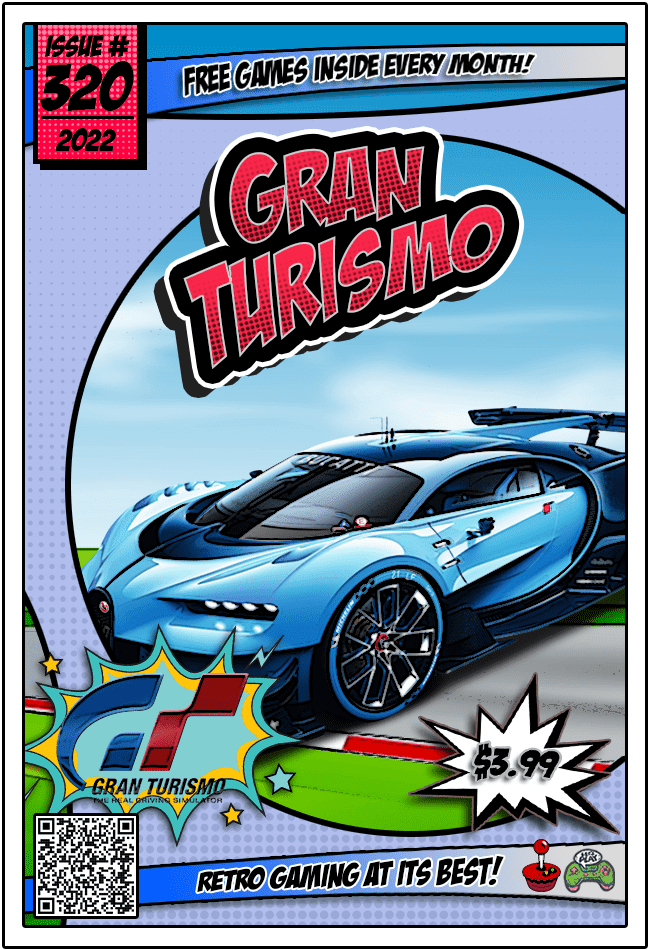 ISSUE #
320
2022
FREE GAMES INSIDE EVERY MONTH!
GRAN
TURISMO
BUGATTI
GRAN TURISMO
THE REAL DRIVING SIMULATOR
$3.99
RETRO GAMING AT ITS BEST!